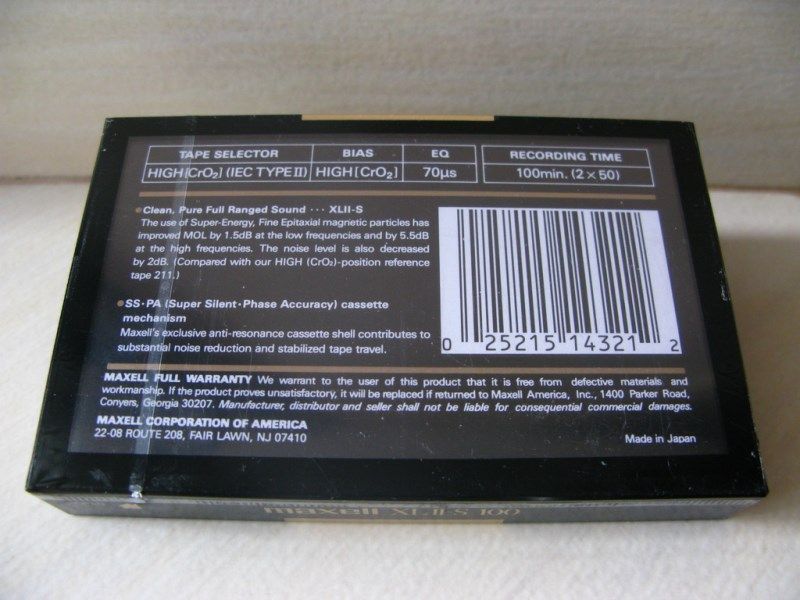 TAPE SELECTOR BIAS EQ RECORDING TIME
HIGH[CrO₂] (IEC TYPE II) HIGH[CrO₂] 70µs 100min. (2 × 50)
Clean, Pure Full Ranged Sound ··· XLII-S
The use of Super-Energy, Fine Epitaxial magnetic particles has
improved MOL by 1.5dB at the low frequencies and by 5.5dB
at the high frequencies. The noise level is also decreased
by 2dB. (Compared with our HIGH (CrO₂)-position reference
tape 211.)
SS·PA (Super Silent·Phase Accuracy) cassette
mechanism
Maxell's exclusive anti-resonance cassette shell contributes to
substantial noise reduction and stabilized tape travel.
0 25215 14321 2
MAXELL FULL WARRANTY We warrant to the user of this product that it is free from defective materials and
workmanship. If the product proves unsatisfactory, it will be replaced if returned to Maxell America, Inc., 1400 Parker Road,
Conyers, Georgia 30207. Manufacturer, distributor and seller shall not be liable for consequential commercial damages.
MAXELL CORPORATION OF AMERICA
22-08 ROUTE 208, FAIR LAWN, NJ 07410
Made in Japan
maxell XLII-S 100